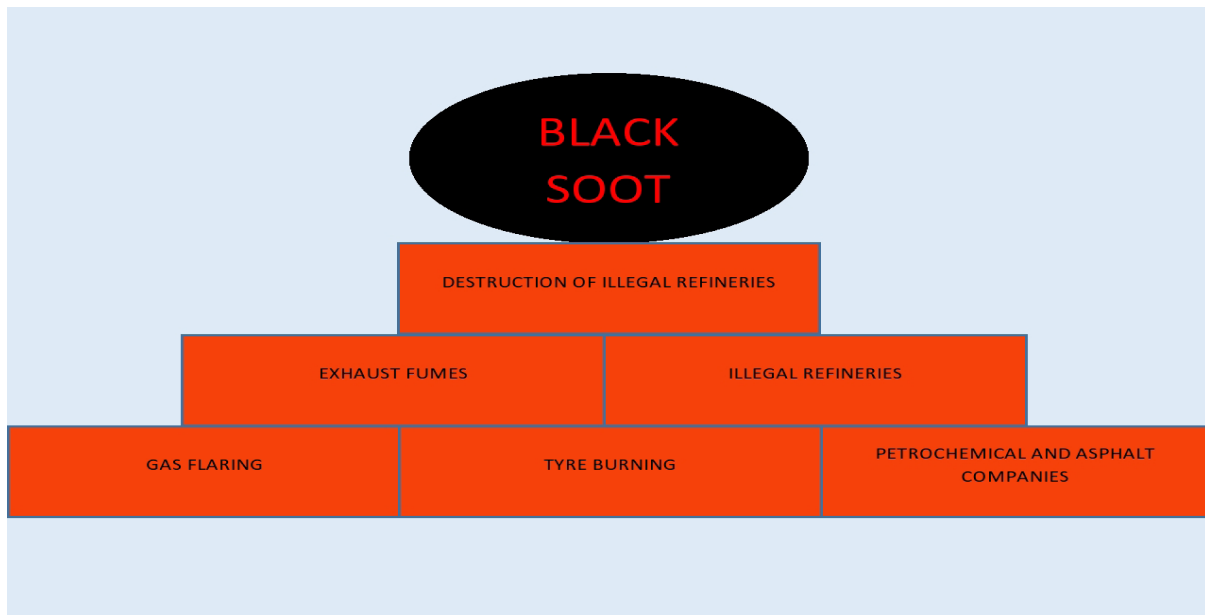 BLACK
SOOT
DESTRUCTION OF ILLEGAL REFINERIES
EXHAUST FUMES
ILLEGAL REFINERIES
GAS FLARING
TYRE BURNING
PETROCHEMICAL AND ASPHALT
COMPANIES